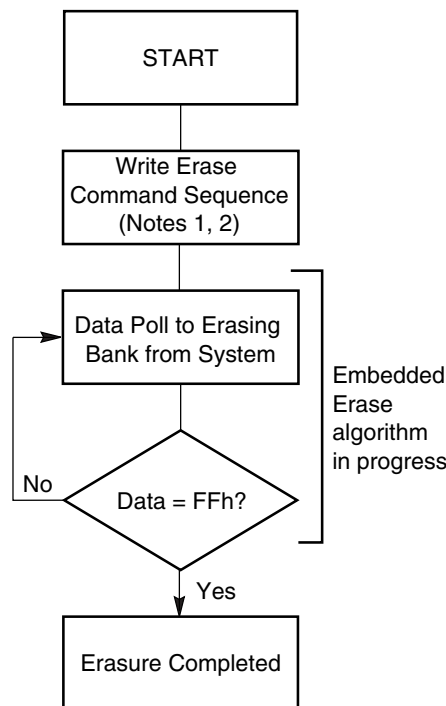 START
Write Erase
Command Sequence
(Notes 1, 2)
Data Poll to Erasing
Bank from System
Embedded
Erase
algorithm
in progress
No
Data = FFh?
Yes
Erasure Completed